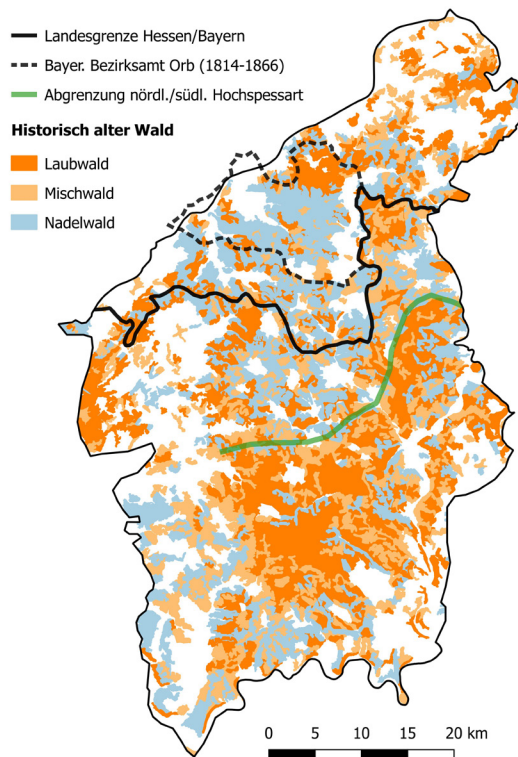 Landesgrenze Hessen/Bayern
Bayer. Bezirksamt Orb (1814-1866)
Abgrenzung nördl./südl. Hochspessart
Historisch alter Wald
Laubwald
Mischwald
Nadelwald
0 5 10 15 20 km